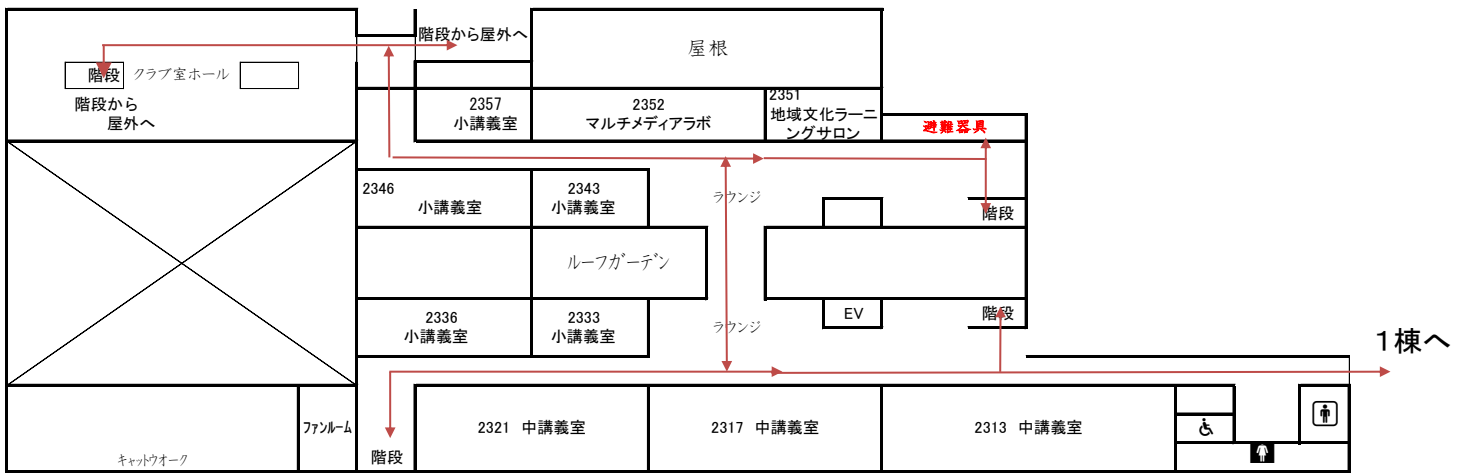 階段から屋外へ
屋根
階段
クラブ室ホール
階段から
屋外へ
2357
小講義室
2352
マルチメディアラボ
2351
地域文化ラーニ
ングサロン
避難器具
2346
小講義室
2343
小講義室
ラウンジ
階段
ルーフガーデン
2336
小講義室
2333
小講義室
ラウンジ
EV
階段
1棟へ
キャットウオーク
ファンルーム
階段
2321 中講義室
2317 中講義室
2313 中講義室